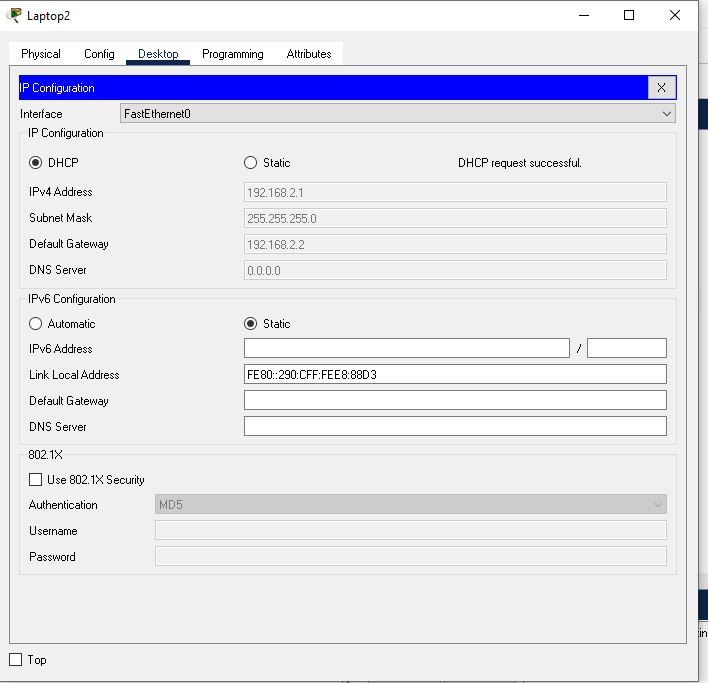 Laptop2
Physical Config Desktop Programming Attributes
IP Configuration X
Interface FastEthernet0
IP Configuration
DHCP Static DHCP request successful.
IPv4 Address 192.168.2.1
Subnet Mask 255.255.255.0
Default Gateway 192.168.2.2
DNS Server 0.0.0.0
IPv6 Configuration
Automatic Static
IPv6 Address /
Link Local Address FE80::290:CFF:FEE8:88D3
Default Gateway
DNS Server
802.1X
Use 802.1X Security
Authentication MD5
Username
Password
Top